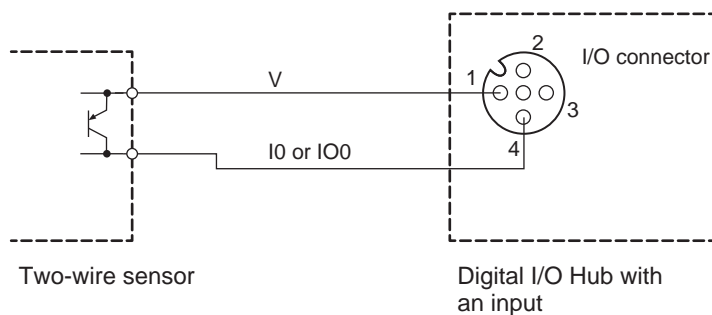 2
I/O connector
V
1
3
I0 or IO0
4
Two-wire sensor
Digital I/O Hub with
an input